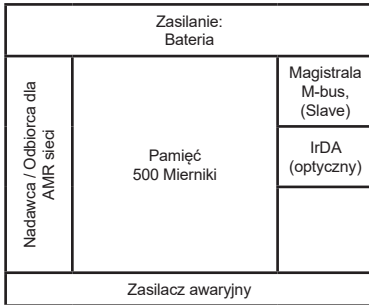 Zasilanie:
Bateria
Nadawca / Odbiorca dla
AMR sieci
Pamięć
500 Mierniki
Magistrala
M-bus,
(Slave)
IrDA
(optyczny)
Zasilacz awaryjny